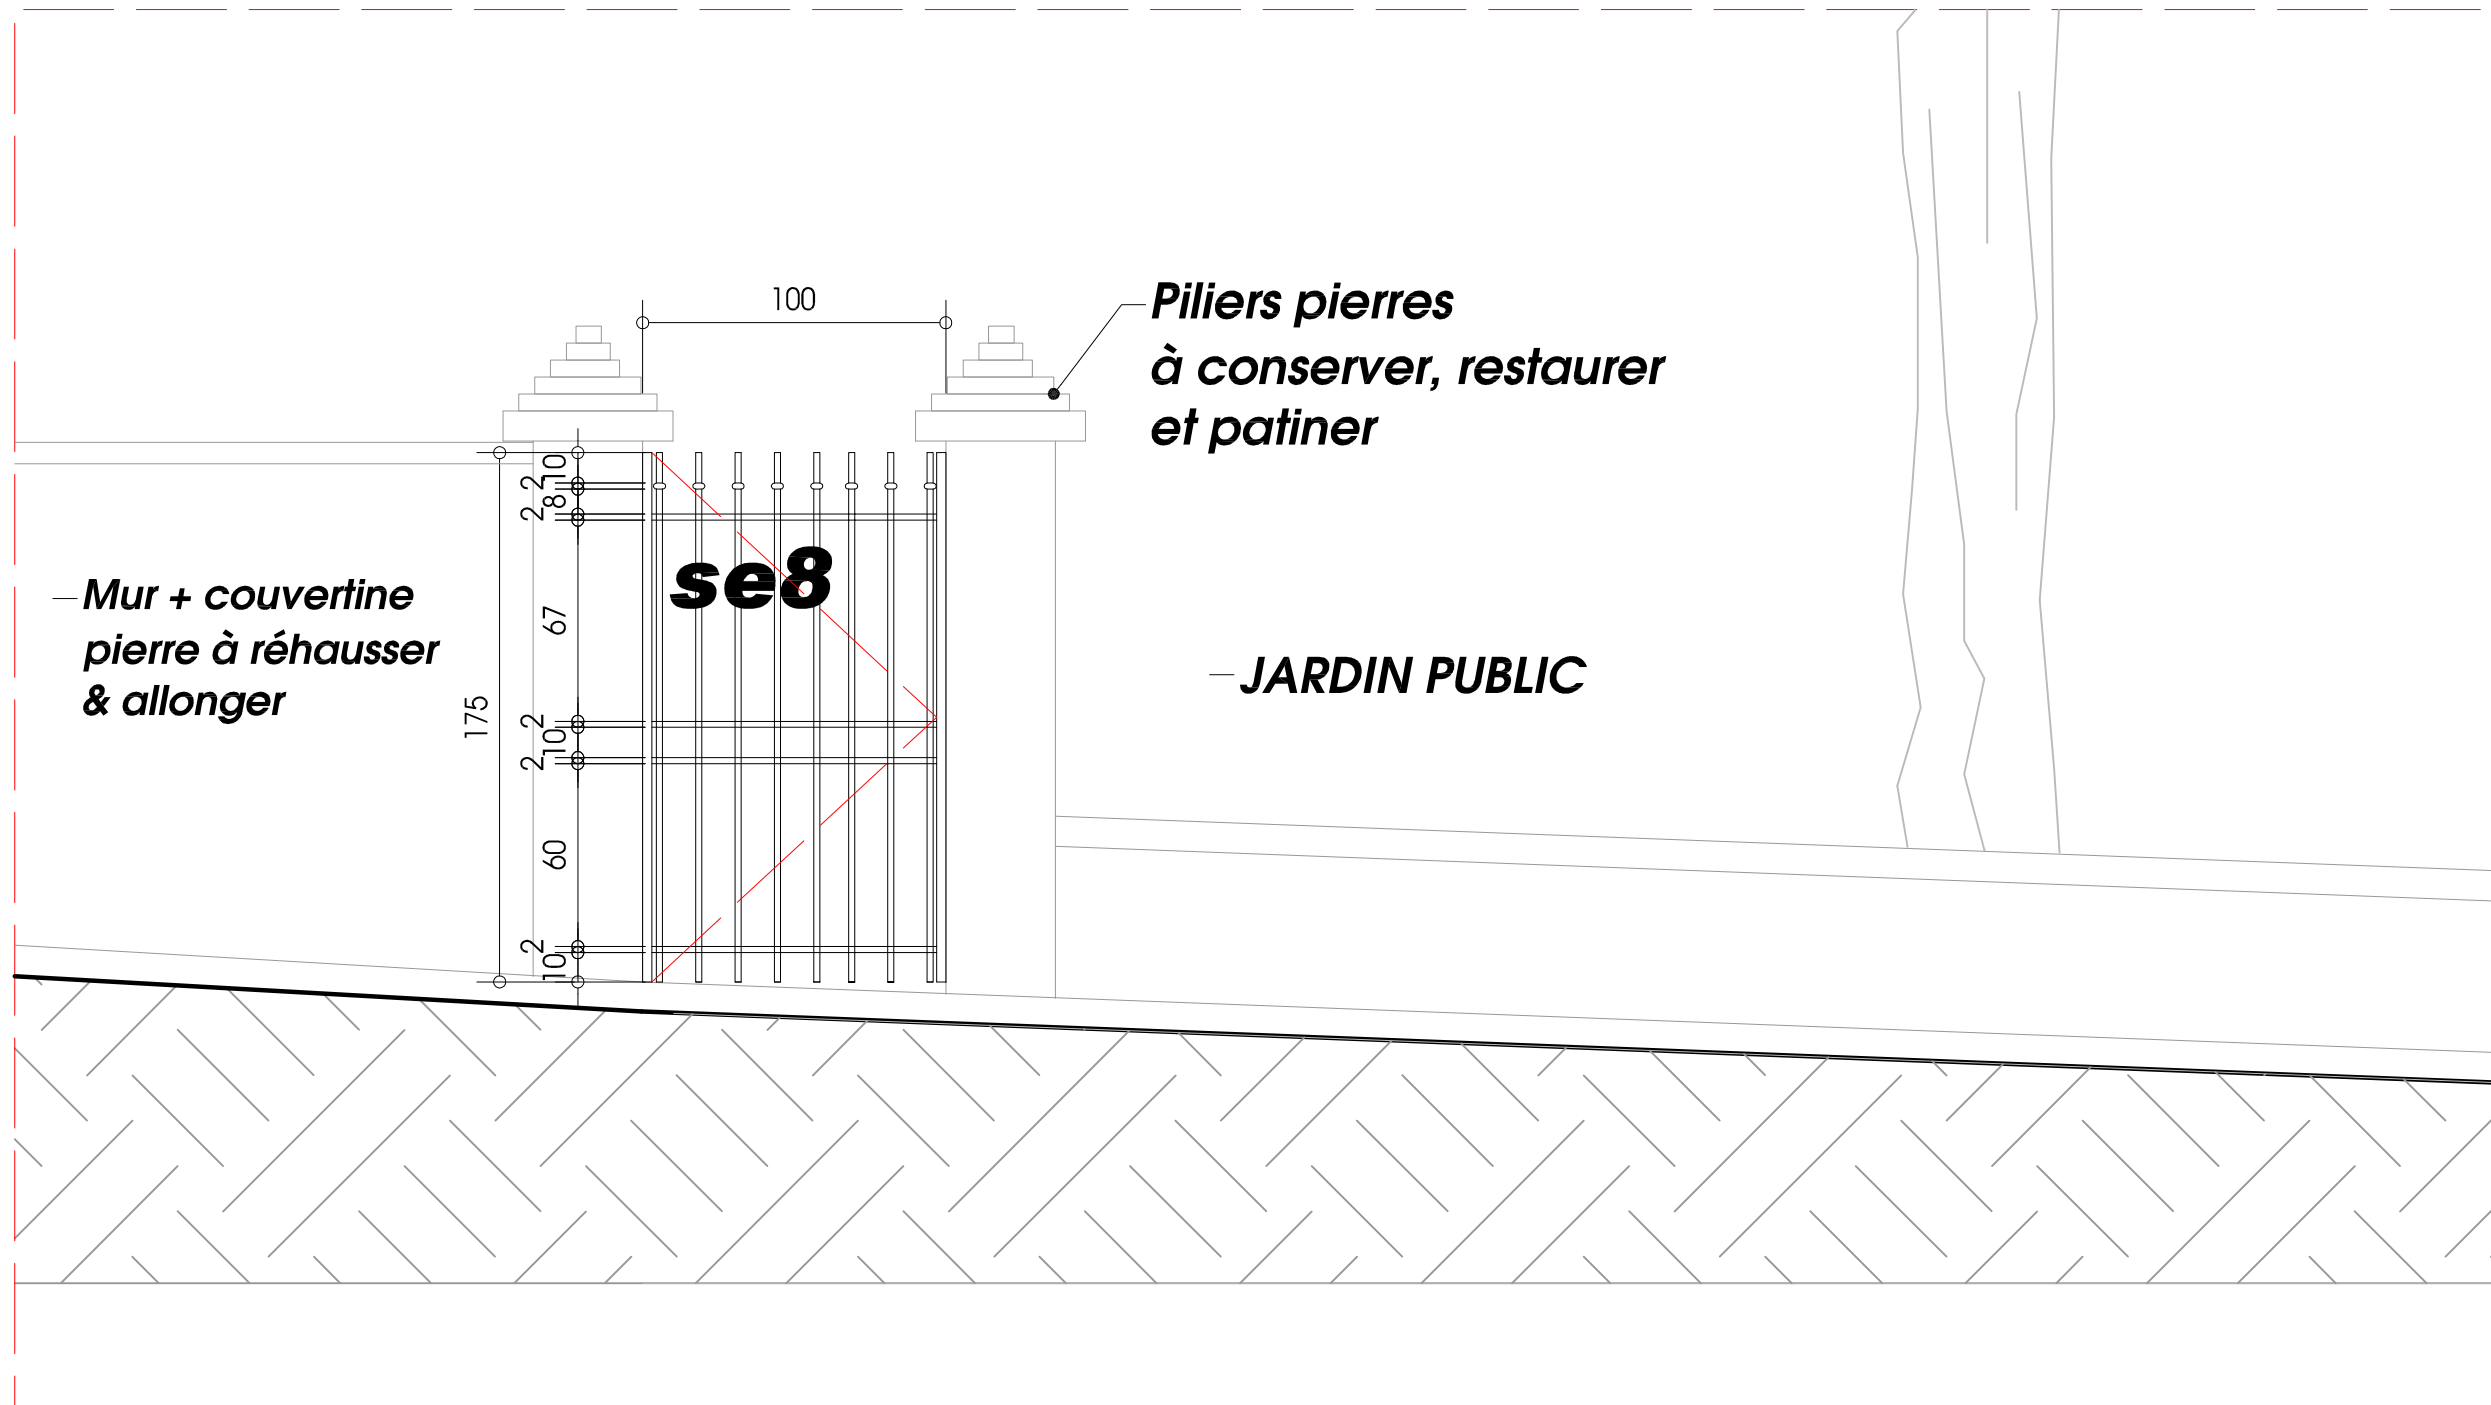 100
Piliers pierres
à conserver, restaurer
et patiner
10
2
8
2
se8
Mur + couvertine
pierre à réhausser
& allonger
67
175
JARDIN PUBLIC
2
10
2
60
2
10